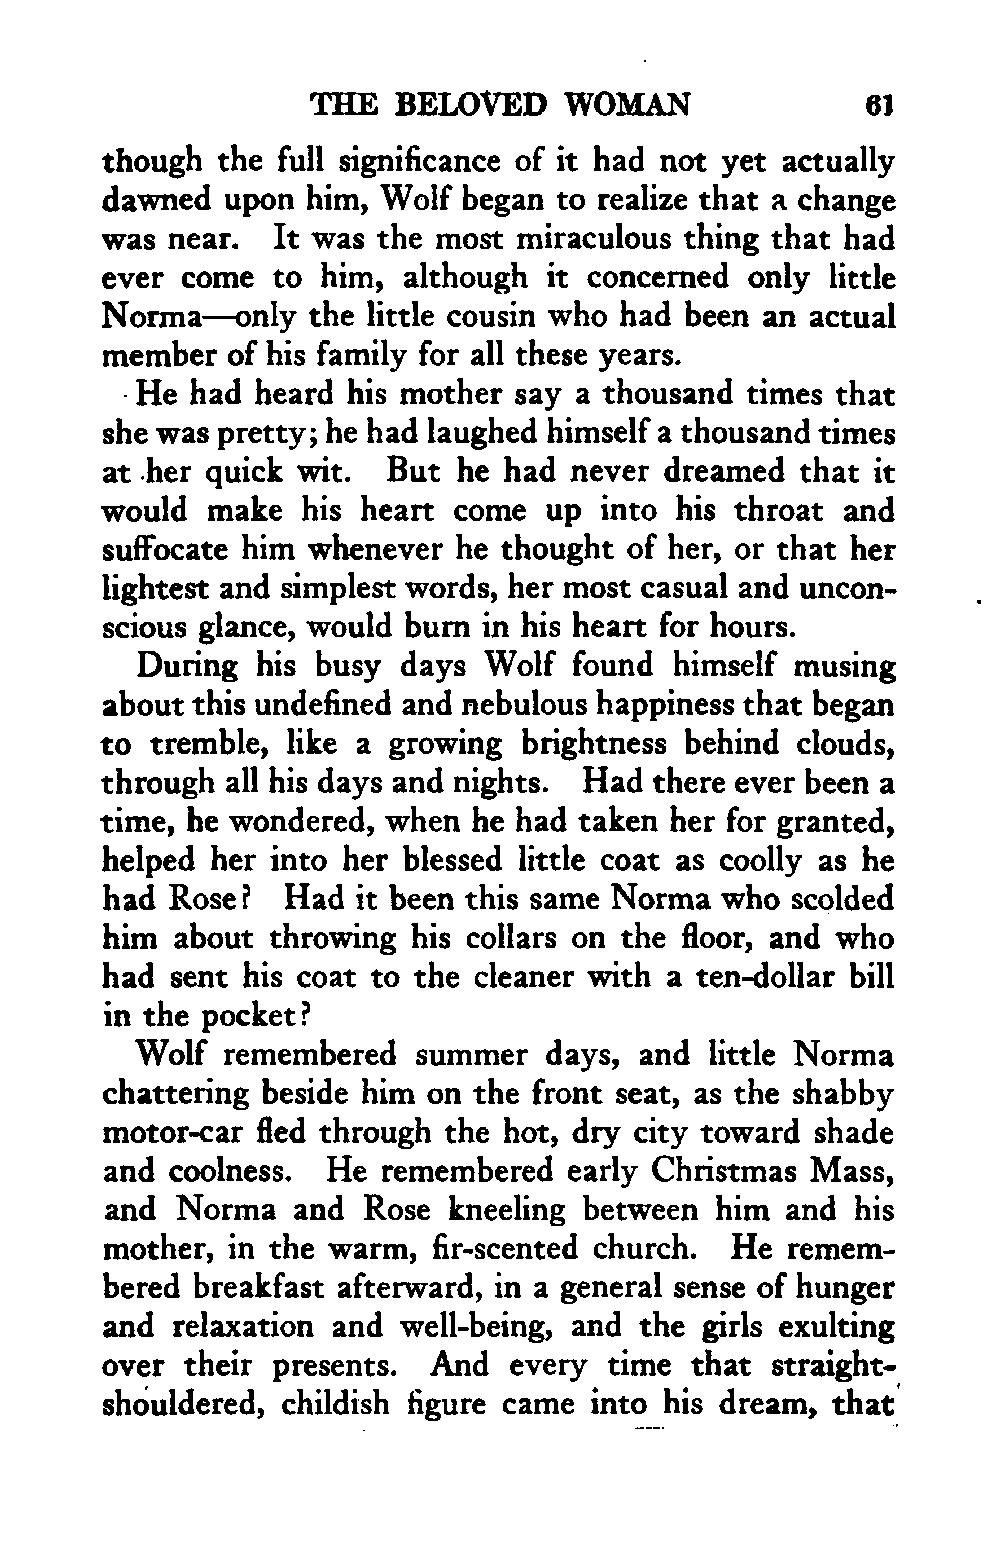 THE BELOVED WOMAN 61
though the full significance of it had not yet actually
dawned upon him, Wolf began to realize that a change
was near. It was the most miraculous thing that had
ever come to him, although it concerned only little
Norma—only the little cousin who had been an actual
member of his family for all these years.
He had heard his mother say a thousand times that
she was pretty; he had laughed himself a thousand times
at her quick wit. But he had never dreamed that it
would make his heart come up into his throat and
suffocate him whenever he thought of her, or that her
lightest and simplest words, her most casual and uncon-
scious glance, would burn in his heart for hours.
During his busy days Wolf found himself musing
about this undefined and nebulous happiness that began
to tremble, like a growing brightness behind clouds,
through all his days and nights. Had there ever been a
time, he wondered, when he had taken her for granted,
helped her into her blessed little coat as coolly as he
had Rose? Had it been this same Norma who scolded
him about throwing his collars on the floor, and who
had sent his coat to the cleaner with a ten-dollar bill
in the pocket?
Wolf remembered summer days, and little Norma
chattering beside him on the front seat, as the shabby
motor-car fled through the hot, dry city toward shade
and coolness. He remembered early Christmas Mass,
and Norma and Rose kneeling between him and his
mother, in the warm, fir-scented church. He remem-
bered breakfast afterward, in a general sense of hunger
and relaxation and well-being, and the girls exulting
over their presents. And every time that straight-
shouldered, childish figure came into his dream, that